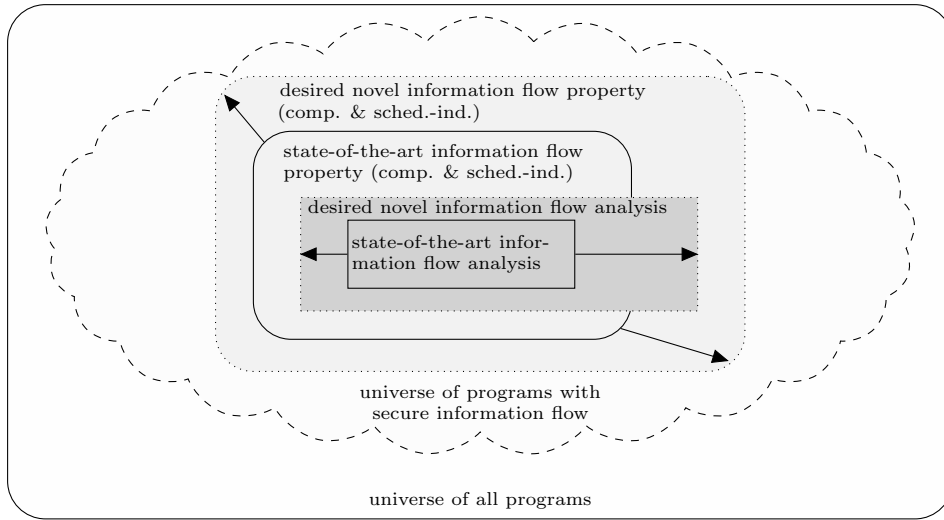 desired novel information flow property
(comp. & sched.-ind.)
state-of-the-art information flow
property (comp. & sched.-ind.)
desired novel information flow analysis
state-of-the-art infor-
mation flow analysis
universe of programs with
secure information flow
universe of all programs